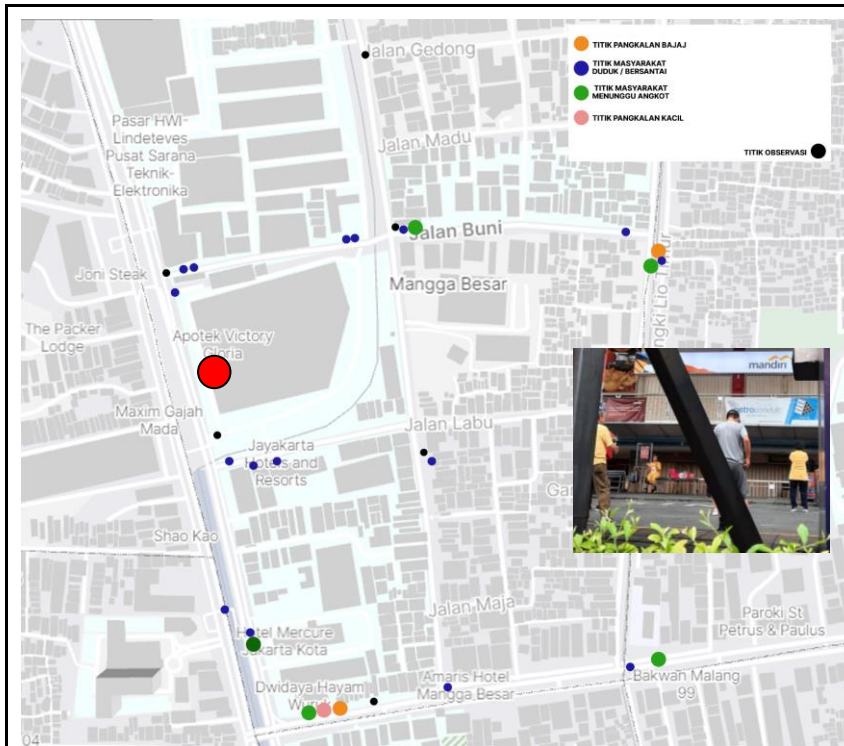 Jalan Gedong
TITIK PANGKALAN BAJAJ
TITIK MASYARAKAT
DUDUK / BERSANTAI
TITIK MASYARAKAT
MENUNGGU ANGKOT
TITIK PANGKALAN KACIL
TITIK OBSERVASI
Pasar HWI-
Lindeteves
Pusat Sarana
Teknik-
Elektronika
Jalan Madu
Jalan Buni
Joni Steak
Mangga Besar
The Packer
Lodge
Apotek Victory
Gloria
mandiri
Maxim Gajah
Mada
Jalan Labu
Jayakarta
Hotels and
Resorts
Shao Kao
Jalan Maja
Paroki St
Petrus & Paulus
Hotel Mercure
Jakarta Kota
Amaris Hotel
Mangga Besar
Bakwan Malang
99
Dwidaya Hayam
Wuruk
04